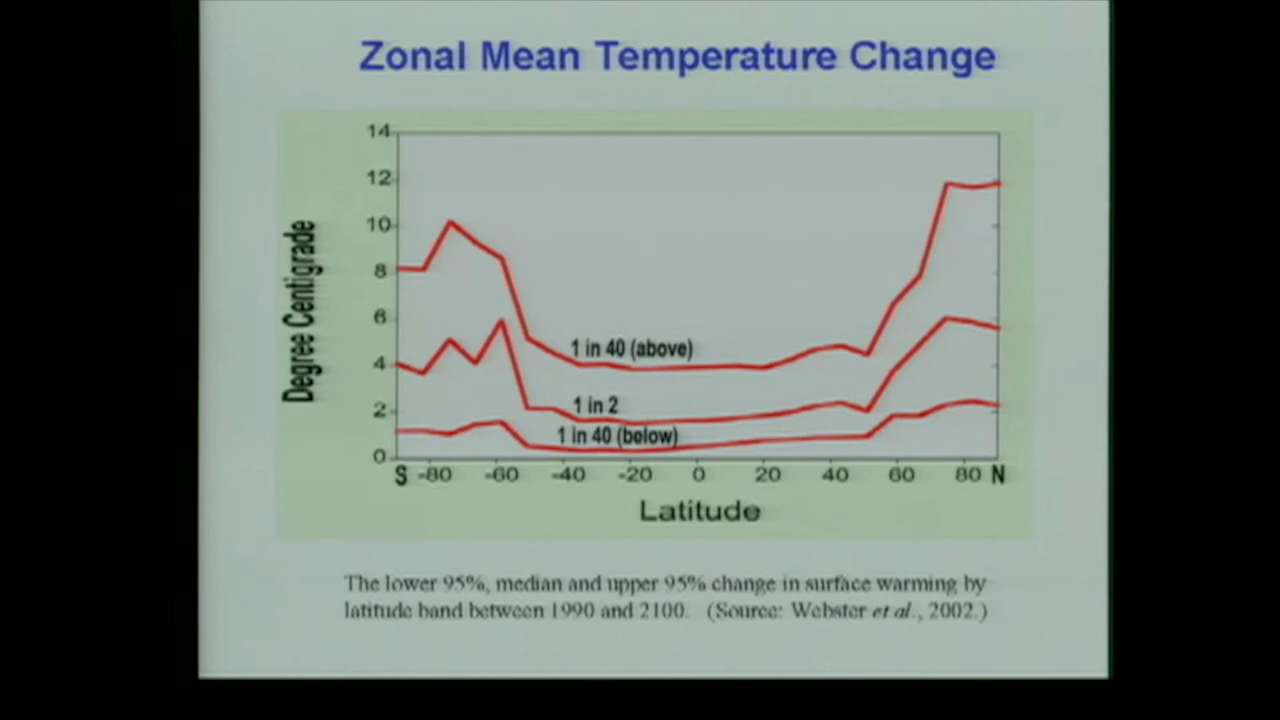 Zonal Mean Temperature Change
14
12
10
8
6
4
2
0
Degree Centigrade
1 in 40 (above)
1 in 2
1 in 40 (below)
S -80 -60 -40 -20 0 20 40 60 80 N
Latitude
The lower 95%, median and upper 95% change in surface warming by
latitude band between 1990 and 2100. (Source: Webster et al., 2002.)